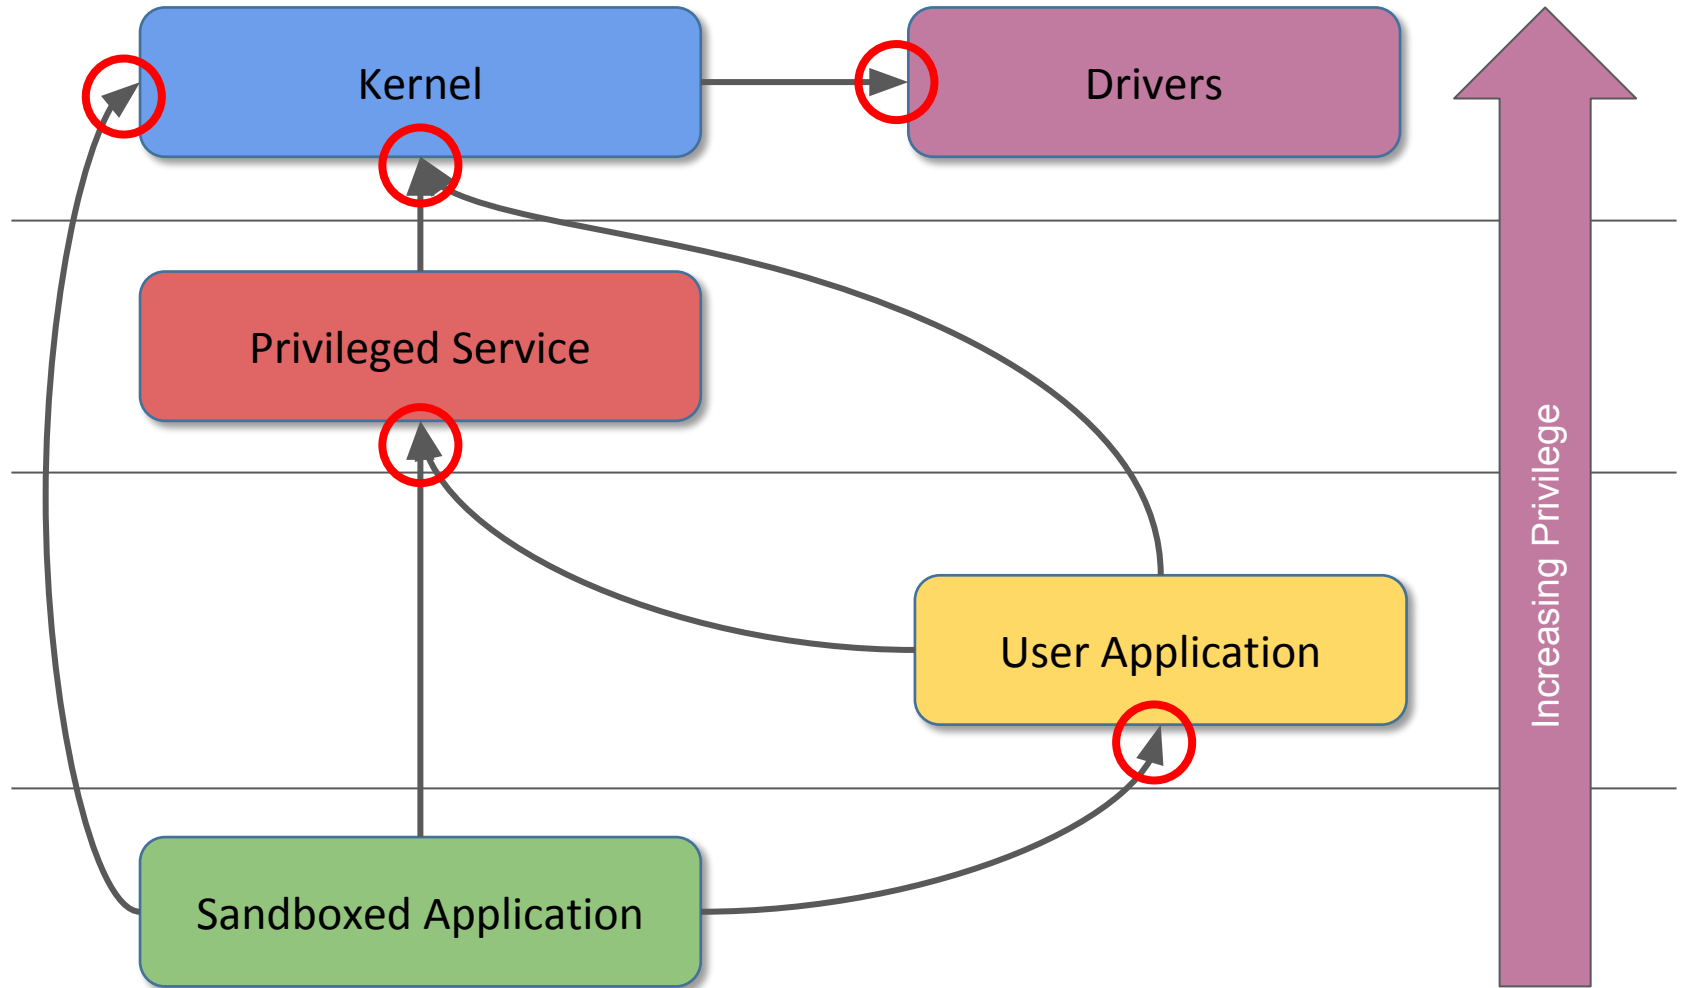 Kernel
Drivers
Privileged Service
Increasing Privilege
User Application
Sandboxed Application